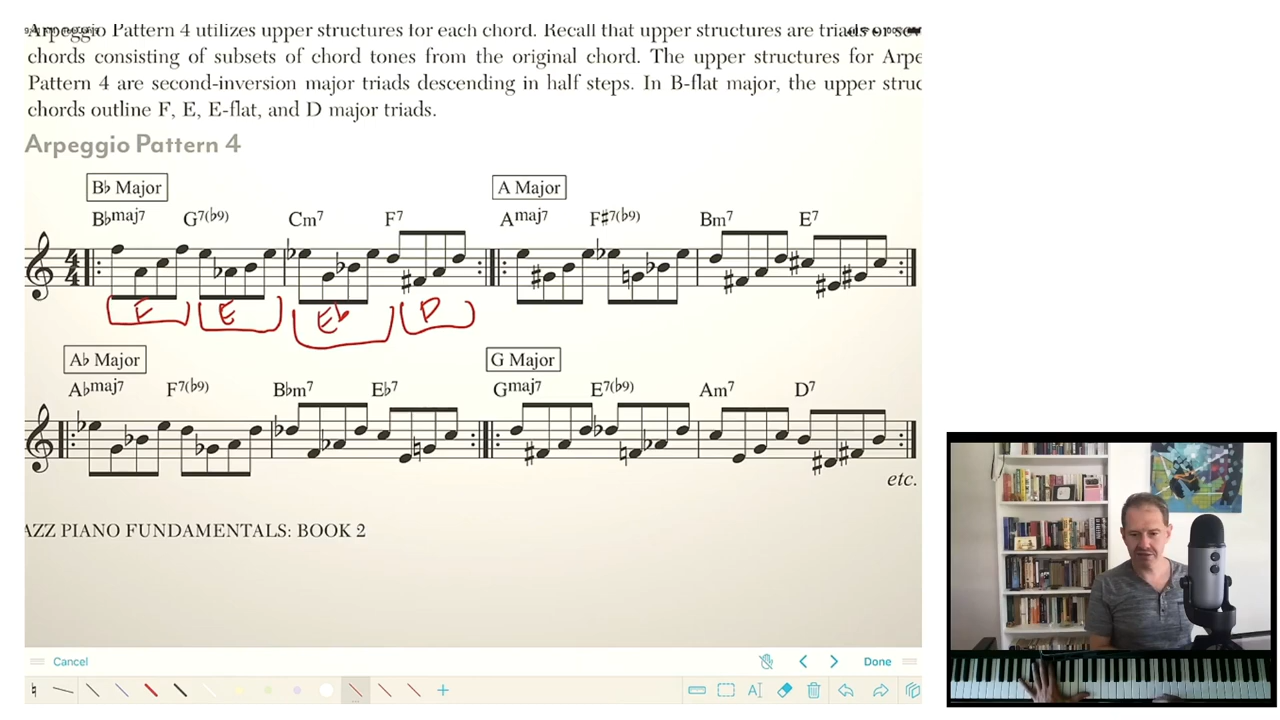 Arpeggio Pattern 4 utilizes upper structures for each chord. Recall that upper structures are triads or
chords consisting of subsets of chord tones from the original chord. The upper structures for
Pattern 4 are second-inversion major triads descending in half steps. In B-flat major, the upper
chords outline F, E, E-flat, and D major triads.
Arpeggio Pattern 4
B♭ Major A Major
B♭maj7 G7(♭9) Cm7 F7 Amaj7 F♯7(♭9) Bm7 E7
4
4
F E E♭ D
A♭ Major G Major
A♭maj7 F7(♭9) B♭m7 E♭7 Gmaj7 E7(♭9) Am7 D7
etc.
AZZ PIANO FUNDAMENTALS: BOOK 2
Cancel Done